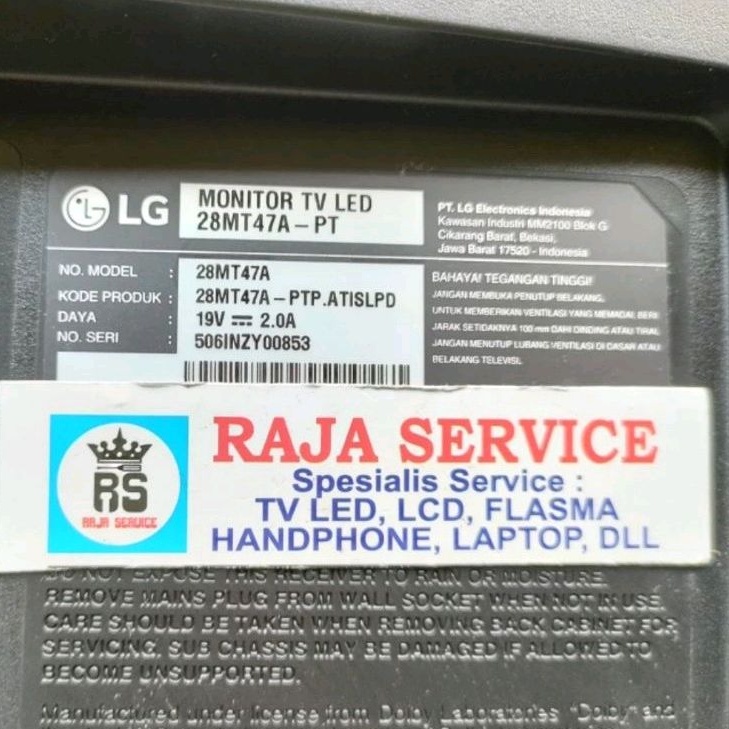 LG
MONITOR TV LED
28MT47A-PT
PT. LG Electronics Indonesia
Kawasan Industri MM2100 Blok G
Cikarang Barat, Bekasi,
Jawa Barat 17520 - Indonesia
NO. MODEL : 28MT47A
KODE PRODUK : 28MT47A-PTP.ATISLPD
DAYA : 19V ⎓ 2.0A
NO. SERI : 506INZY00853
BAHAYA! TEGANGAN TINGGI!
JANGAN MEMBUKA PENUTUP BELAKANG.
UNTUK MEMBERIKAN VENTILASI YANG MEMADAI, BERI
JARAK SETIDAKNYA 100 mm DARI DINDING ATAU TIRAI,
JANGAN MENUTUP LUBANG VENTILASI DI DASAR ATAU
BELAKANG TELEVISI.
RS
RAJA SERVICE
RAJA SERVICE
Spesialis Service :
TV LED, LCD, FLASMA
HANDPHONE, LAPTOP, DLL
DO NOT EXPOSE THIS RECEIVER TO RAIN OR MOISTURE.
REMOVE MAINS PLUG FROM WALL SOCKET WHEN NOT IN USE.
CARE SHOULD BE TAKEN WHEN REMOVING BACK CABINET FOR
SERVICING. SUB CHASSIS MAY BE DAMAGED IF ALLOWED TO
BECOME UNSUPPORTED.
Manufactured under license from Dolby Laboratories. "Dolby" and